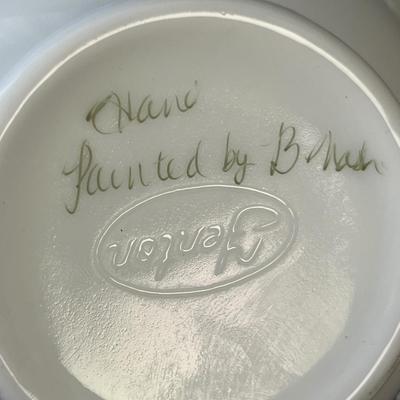 Hand
Painted by B. Nash
Fenton